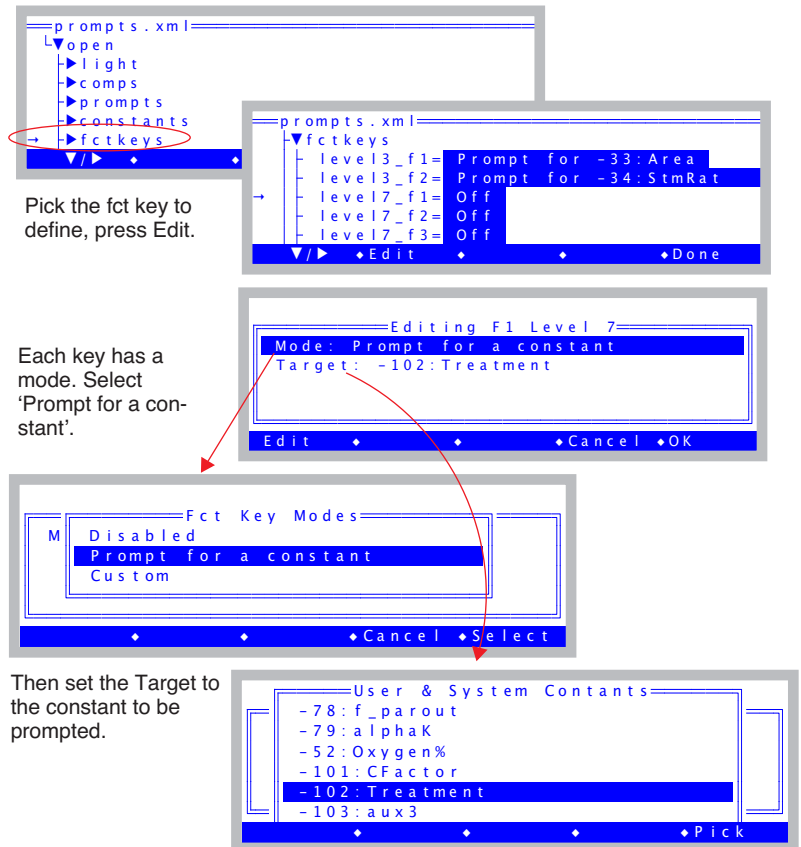 prompts.xml
open
light
comps
prompts
constants
→ fctkeys
▼/▶ ◆ ◆
prompts.xml
fctkeys
level3_f1= Prompt for -33:Area
level3_f2= Prompt for -34:StmRat
→ level7_f1= Off
level7_f2= Off
level7_f3= Off
▼/▶ ◆Edit ◆ ◆ ◆Done
Pick the fct key to
define, press Edit.
Editing F1 Level 7
Mode: Prompt for a constant
Target: -102:Treatment
Edit ◆ ◆ ◆Cancel ◆OK
Each key has a
mode. Select
‘Prompt for a con-
stant’.
Fct Key Modes
M Disabled
Prompt for a constant
Custom
◆ ◆ ◆Cancel ◆Select
Then set the Target to
the constant to be
prompted.
User & System Contants
-78:f_parout
-79:alphaK
-52:Oxygen%
-101:CFactor
-102:Treatment
-103:aux3
◆ ◆ ◆ ◆Pick